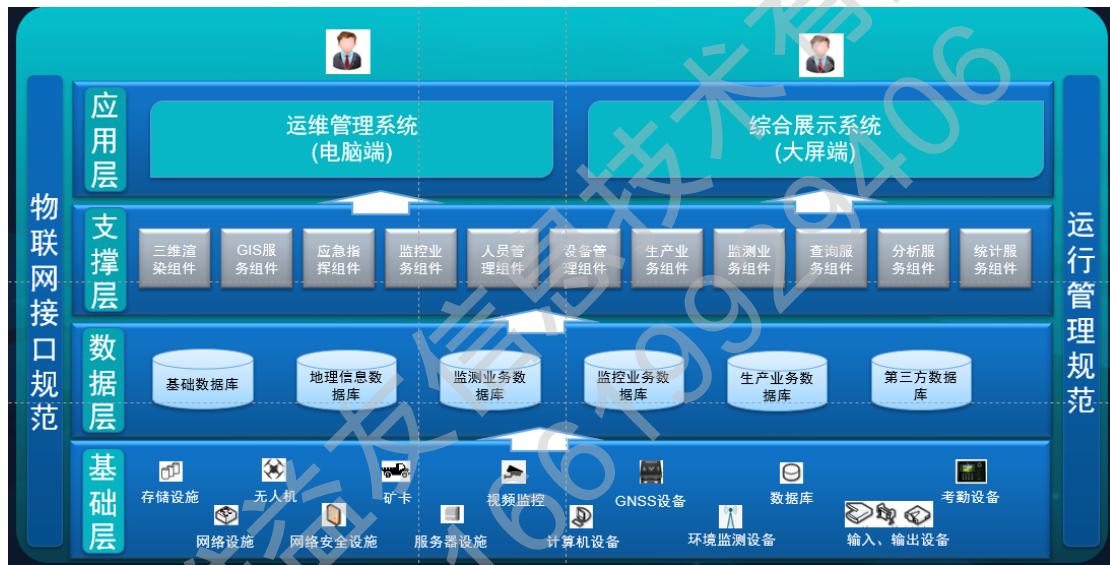 应用层
运维管理系统
(电脑端)
综合展示系统
(大屏端)
物联网接口规范
运行管理规范
支撑层
三维渲
染组件
GIS服
务组件
应急指
挥组件
监控业
务组件
人员管
理组件
设备管
理组件
生产业
务组件
监测业
务组件
查询服
务组件
分析服
务组件
统计服
务组件
数据层
基础数据库
地理信息数
据库
监测业务数
据库
监控业务数
据库
生产业务数
据库
第三方数据
库
基础层
存储设施
无人机
矿卡
视频监控
GNSS设备
数据库
考勤设备
网络设施
网络安全设施
服务器设施
计算机设备
环境监测设备
输入、输出设备
益友信息技术有
6619929406